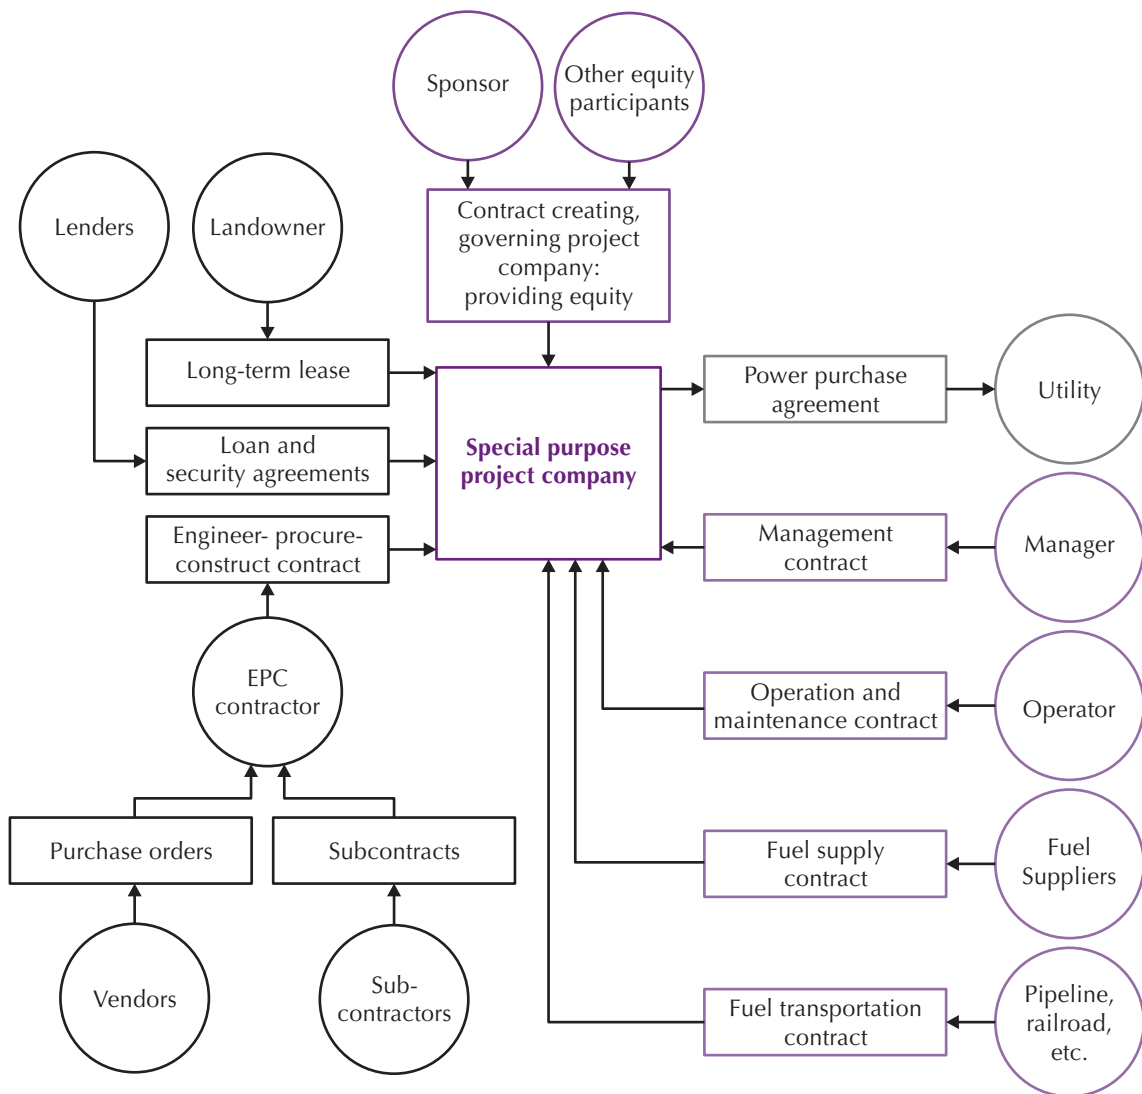 Sponsor
Other equity
participants
Lenders
Landowner
Contract creating,
governing project
company:
providing equity
Long-term lease
Power purchase
agreement
Utility
Loan and
security agreements
Special purpose
project company
Engineer- procure-
construct contract
Management
contract
Manager
EPC
contractor
Operation and
maintenance contract
Operator
Purchase orders
Subcontracts
Fuel supply
contract
Fuel
Suppliers
Vendors
Sub-
contractors
Fuel transportation
contract
Pipeline,
railroad,
etc.